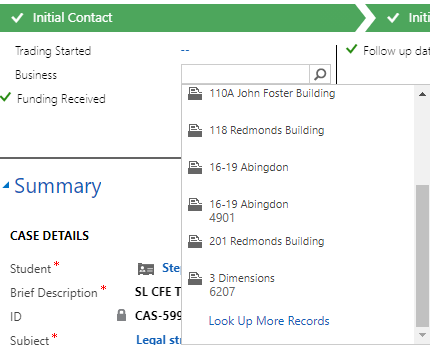 Initial Contact
Initi
Trading Started
--
Follow up dat
Business
Funding Received
110A John Foster Building
118 Redmonds Building
16-19 Abingdon
16-19 Abingdon
4901
201 Redmonds Building
3 Dimensions
6207
Look Up More Records
Summary
CASE DETAILS
Student *
Ste
Brief Description *
SL CFE T
ID
CAS-599
Subject *
Legal str